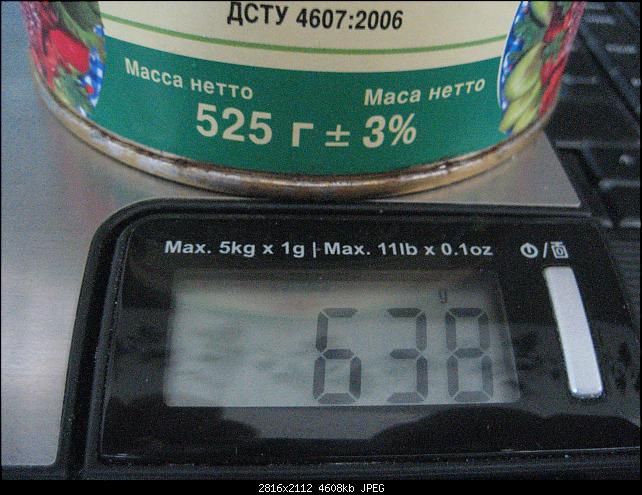 ДСТУ 4607:2006
Масса нетто Маса нетто
525 г ± 3%
Max. 5kg x 1g | Max. 11lb x 0.1oz
g
638
2816x2112 4608kb JPEG